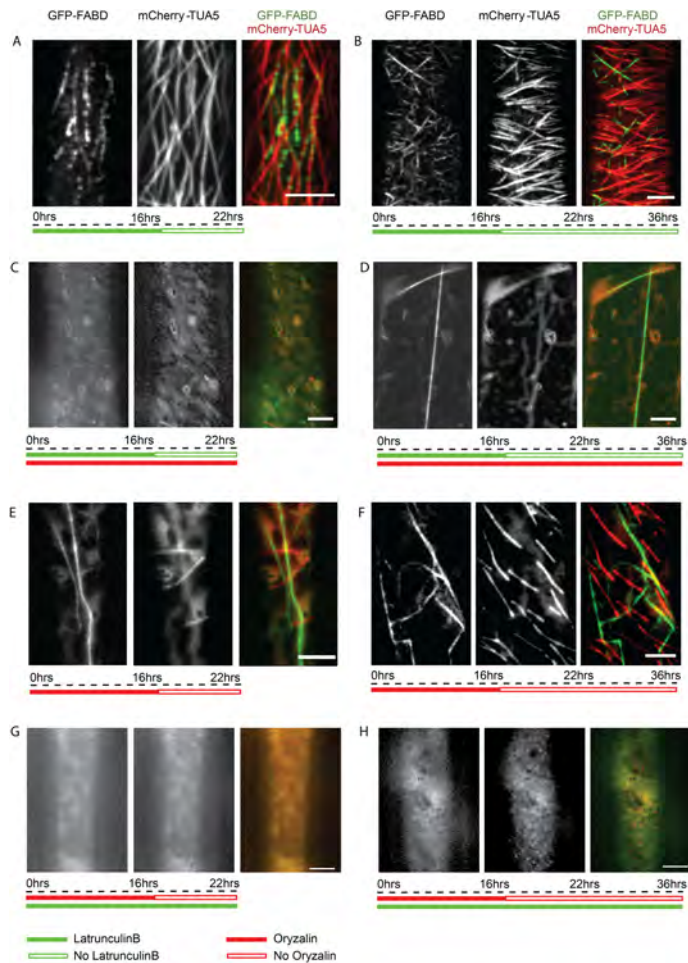 GFP-FABD mCherry-TUA5 GFP-FABD
mCherry-TUA5
GFP-FABD mCherry-TUA5 GFP-FABD
mCherry-TUA5
A
B
0hrs 16hrs 22hrs
0hrs 16hrs 22hrs 36hrs
C
D
0hrs 16hrs 22hrs
0hrs 16hrs 22hrs 36hrs
E
F
0hrs 16hrs 22hrs
0hrs 16hrs 22hrs 36hrs
G
H
0hrs 16hrs 22hrs
0hrs 16hrs 22hrs 36hrs
LatrunculinB Oryzalin
No LatrunculinB No Oryzalin